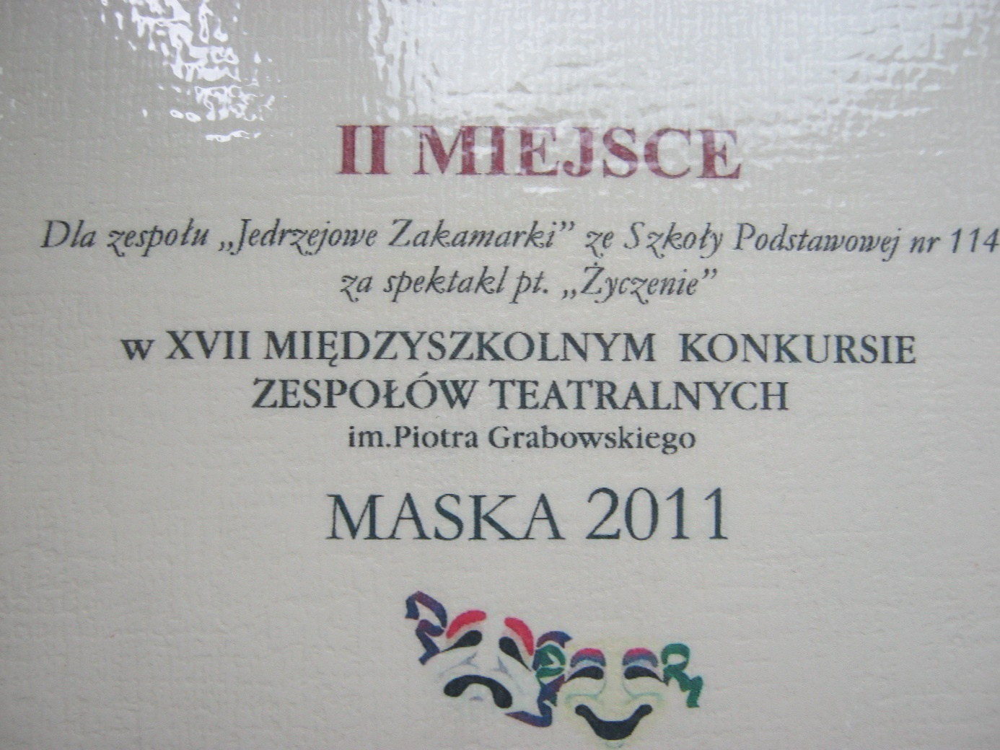 II MIEJSCE
Dla zespołu „Jedrzejowe Zakamarki” ze Szkoły Podstawowej nr 114
za spektakl pt. „Życzenie”
w XVII MIĘDZYSZKOLNYM KONKURSIE
ZESPOŁÓW TEATRALNYCH
im.Piotra Grabowskiego
MASKA 2011